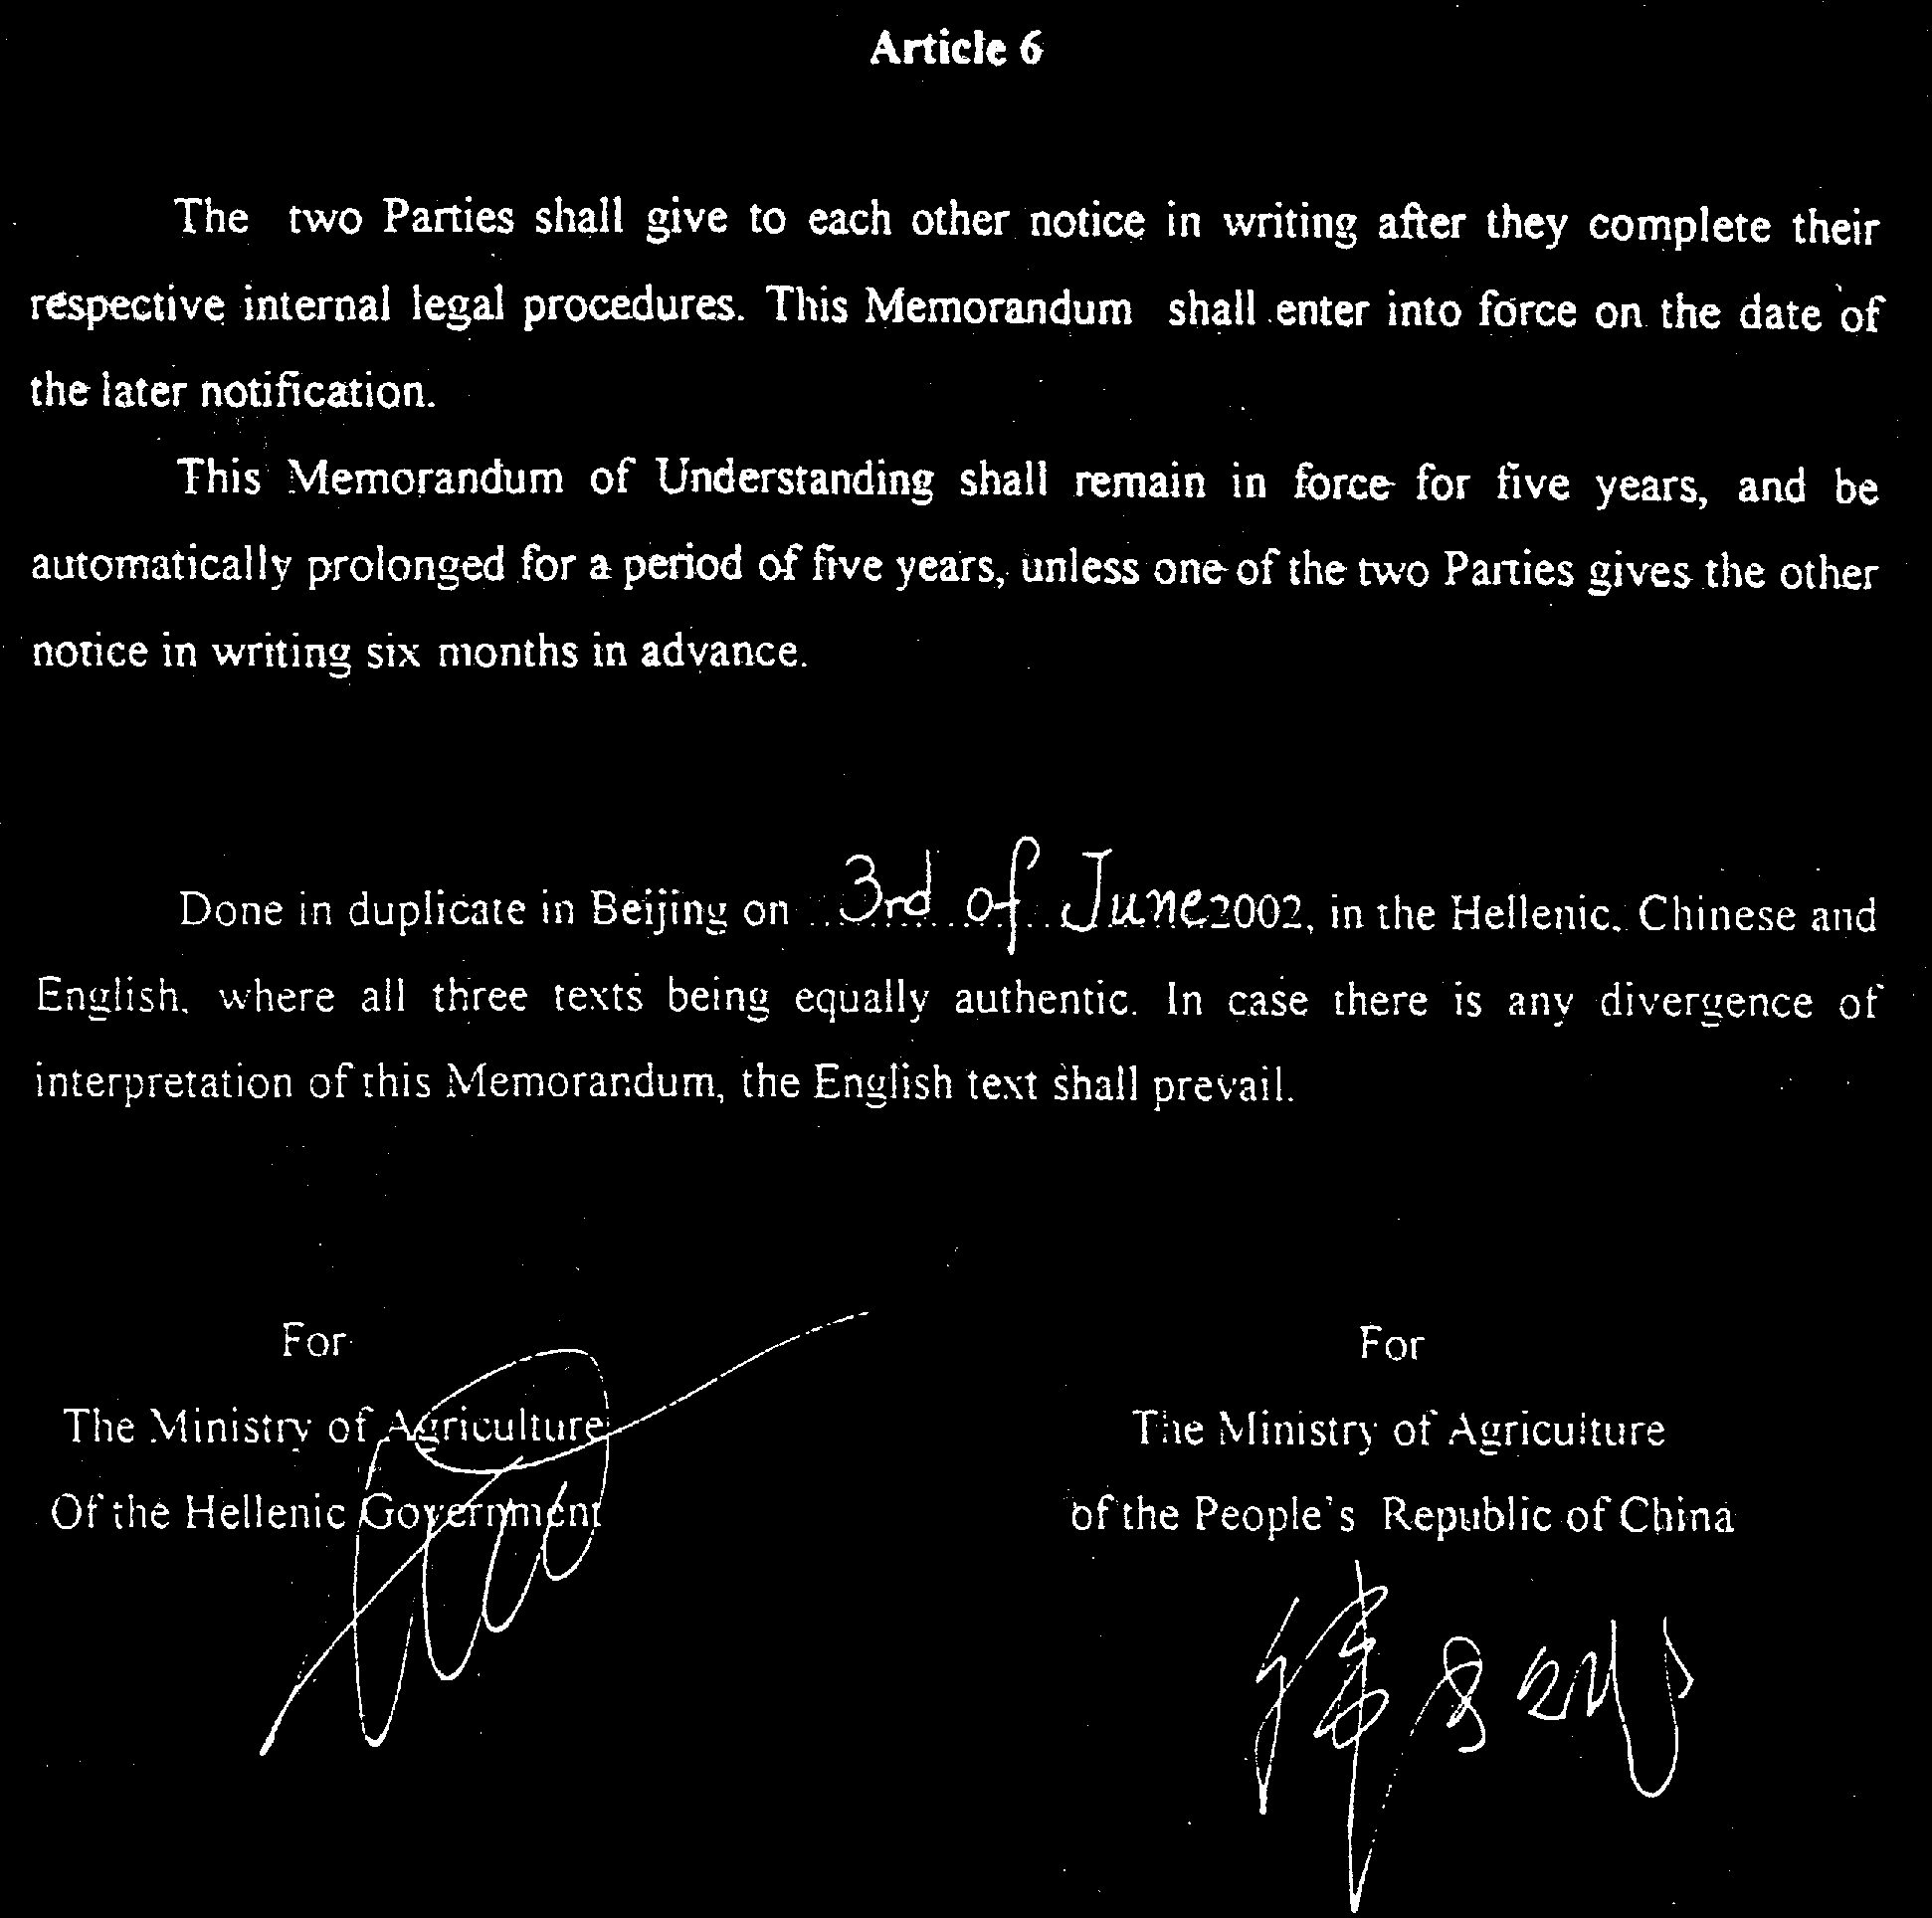 Article 6
The two Parties shall give to each other notice in writing after they complete their
respective internal legal procedures. This Memorandum shall enter into force on the date of
the later notification.
This Memorandum of Understanding shall remain in force for five years, and be
automatically prolonged for a period of five years, unless one of the two Parties gives the other
notice in writing six months in advance.
Done in duplicate in Beijing on 3rd of June 2002, in the Hellenic, Chinese and
English, where all three texts being equally authentic. In case there is any divergence of
interpretation of this Memorandum, the English text shall prevail.
For
The Ministry of Agriculture
Of the Hellenic Government
For
The Ministry of Agriculture
of the People's Republic of China